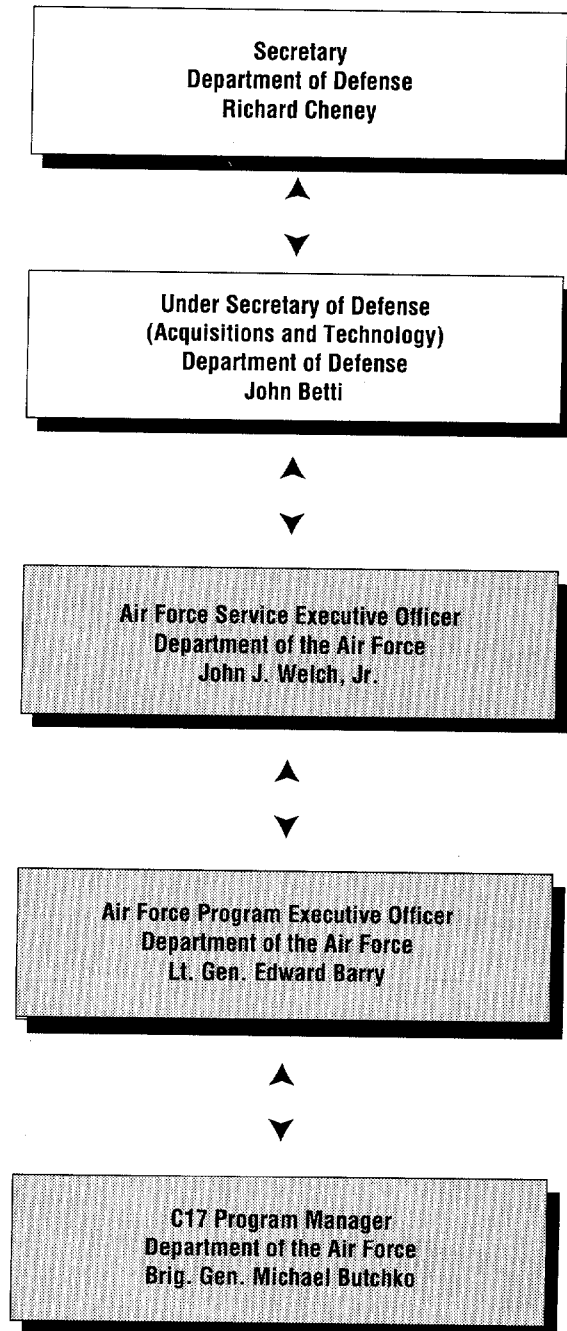 Secretary
Department of Defense
Richard Cheney
Under Secretary of Defense
(Acquisitions and Technology)
Department of Defense
John Betti
Air Force Service Executive Officer
Department of the Air Force
John J. Welch, Jr.
Air Force Program Executive Officer
Department of the Air Force
Lt. Gen. Edward Barry
C17 Program Manager
Department of the Air Force
Brig. Gen. Michael Butchko